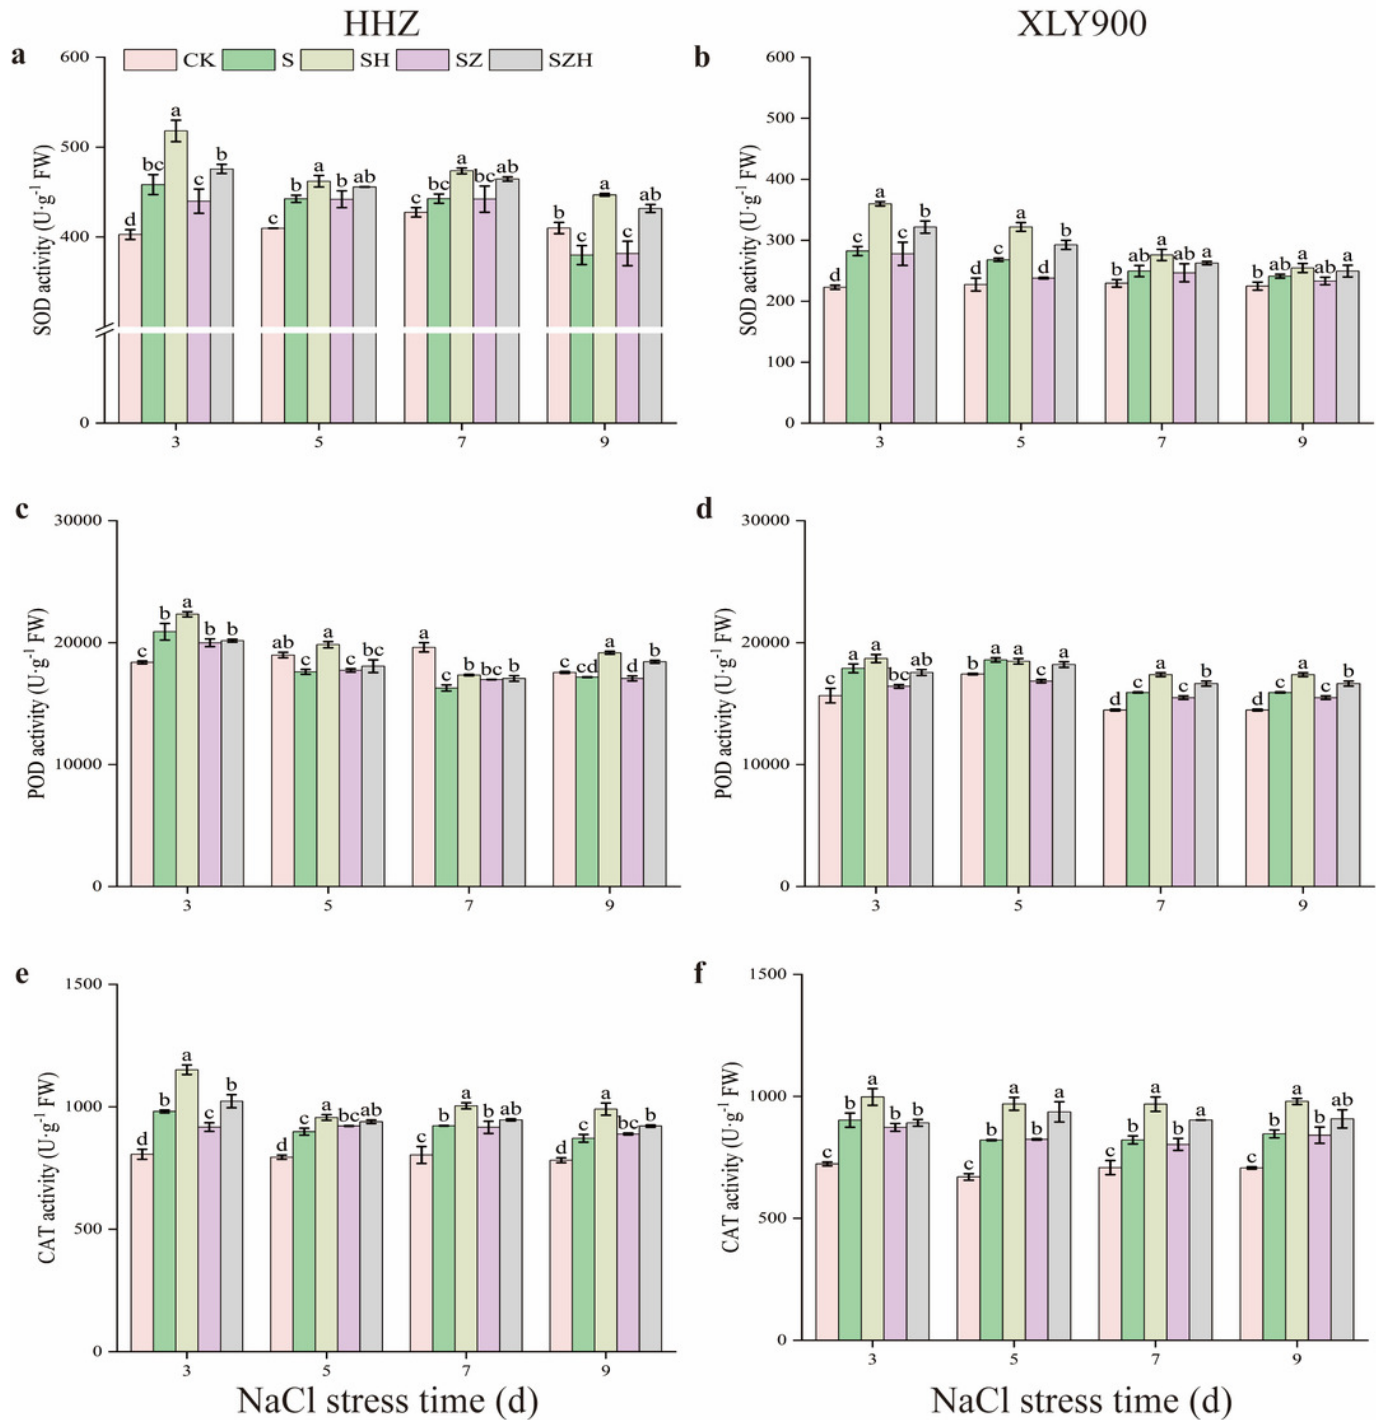 HHZ XLY900
a CK S SH SZ SZH
600
500
400
0
SOD activity (U·g⁻¹ FW)
d bc a c b
c b a b ab
c bc a bc ab
b c a c ab
3 5 7 9
b
600
500
400
300
200
100
0
SOD activity (U·g⁻¹ FW)
d c a c b
d c a d b
b ab a ab a
b ab a ab a
3 5 7 9
c
30000
20000
10000
0
POD activity (U·g⁻¹ FW)
c b a b b
ab c a c bc
a c b bc b
c cd a d b
3 5 7 9
d
30000
20000
10000
0
POD activity (U·g⁻¹ FW)
c a a bc ab
b a a c a
d c a c b
d c a c b
3 5 7 9
e
1500
1000
500
0
CAT activity (U·g⁻¹ FW)
d b a c b
d c a bc ab
c b a b ab
d c a bc b
3 5 7 9
NaCl stress time (d)
f
1500
1000
500
0
CAT activity (U·g⁻¹ FW)
c b a b b
c b a b a
c b a b a
c b a b ab
3 5 7 9
NaCl stress time (d)